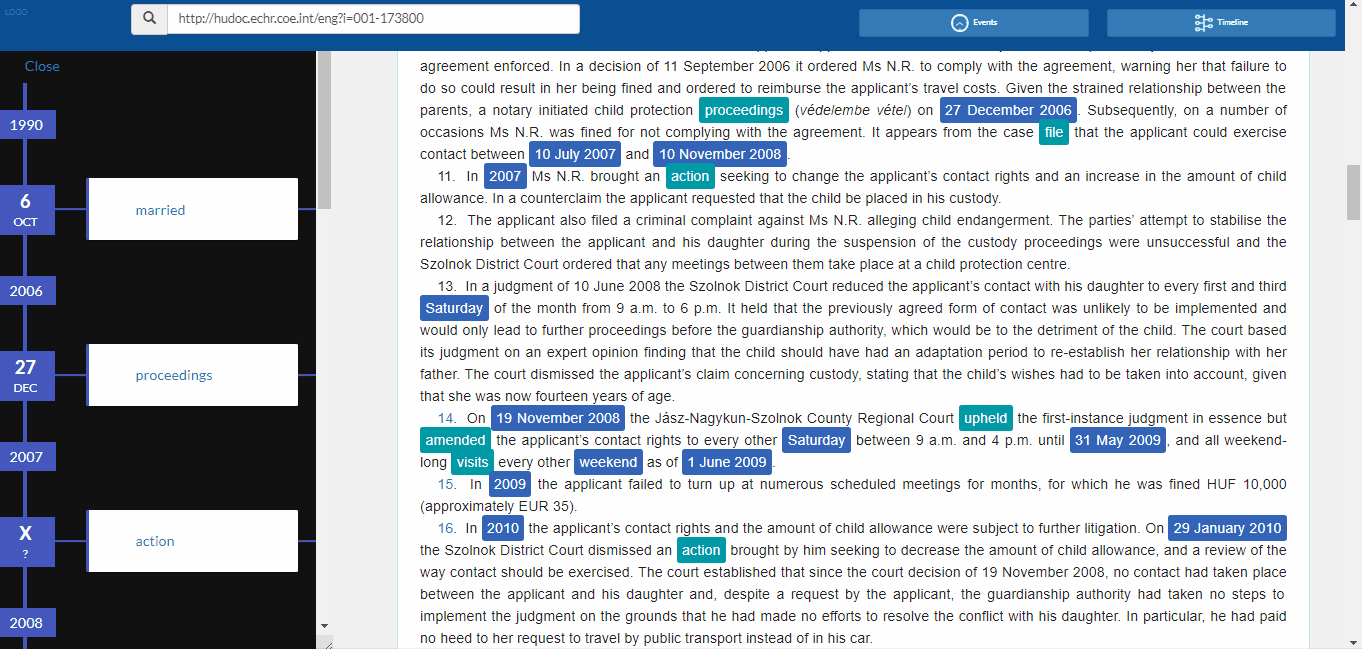 LOGO
http://hudoc.echr.coe.int/eng?i=001-173800
Events
Timeline
Close
1990
6
OCT
married
2006
27
DEC
proceedings
2007
X
?
action
2008
agreement enforced. In a decision of 11 September 2006 it ordered Ms N.R. to comply with the agreement, warning her that failure to
do so could result in her being fined and ordered to reimburse the applicant's travel costs. Given the strained relationship between the
parents, a notary initiated child protection proceedings (védelembe vétel) on 27 December 2006. Subsequently, on a number of
occasions Ms N.R. was fined for not complying with the agreement. It appears from the case file that the applicant could exercise
contact between 10 July 2007 and 10 November 2008.
11. In 2007 Ms N.R. brought an action seeking to change the applicant's contact rights and an increase in the amount of child
allowance. In a counterclaim the applicant requested that the child be placed in his custody.
12. The applicant also filed a criminal complaint against Ms N.R. alleging child endangerment. The parties' attempt to stabilise the
relationship between the applicant and his daughter during the suspension of the custody proceedings were unsuccessful and the
Szolnok District Court ordered that any meetings between them take place at a child protection centre.
13. In a judgment of 10 June 2008 the Szolnok District Court reduced the applicant's contact with his daughter to every first and third
Saturday of the month from 9 a.m. to 6 p.m. It held that the previously agreed form of contact was unlikely to be implemented and
would only lead to further proceedings before the guardianship authority, which would be to the detriment of the child. The court based
its judgment on an expert opinion finding that the child should have had an adaptation period to re-establish her relationship with her
father. The court dismissed the applicant's claim concerning custody, stating that the child's wishes had to be taken into account, given
that she was now fourteen years of age.
14. On 19 November 2008 the Jász-Nagykun-Szolnok County Regional Court upheld the first-instance judgment in essence but
amended the applicant's contact rights to every other Saturday between 9 a.m. and 4 p.m. until 31 May 2009, and all weekend-
long visits every other weekend as of 1 June 2009.
15. In 2009 the applicant failed to turn up at numerous scheduled meetings for months, for which he was fined HUF 10,000
(approximately EUR 35).
16. In 2010 the applicant's contact rights and the amount of child allowance were subject to further litigation. On 29 January 2010
the Szolnok District Court dismissed an action brought by him seeking to decrease the amount of child allowance, and a review of the
way contact should be exercised. The court established that since the court decision of 19 November 2008, no contact had taken place
between the applicant and his daughter and, despite a request by the applicant, the guardianship authority had taken no steps to
implement the judgment on the grounds that he had made no efforts to resolve the conflict with his daughter. In particular, he had paid
no heed to her request to travel by public transport instead of in his car.